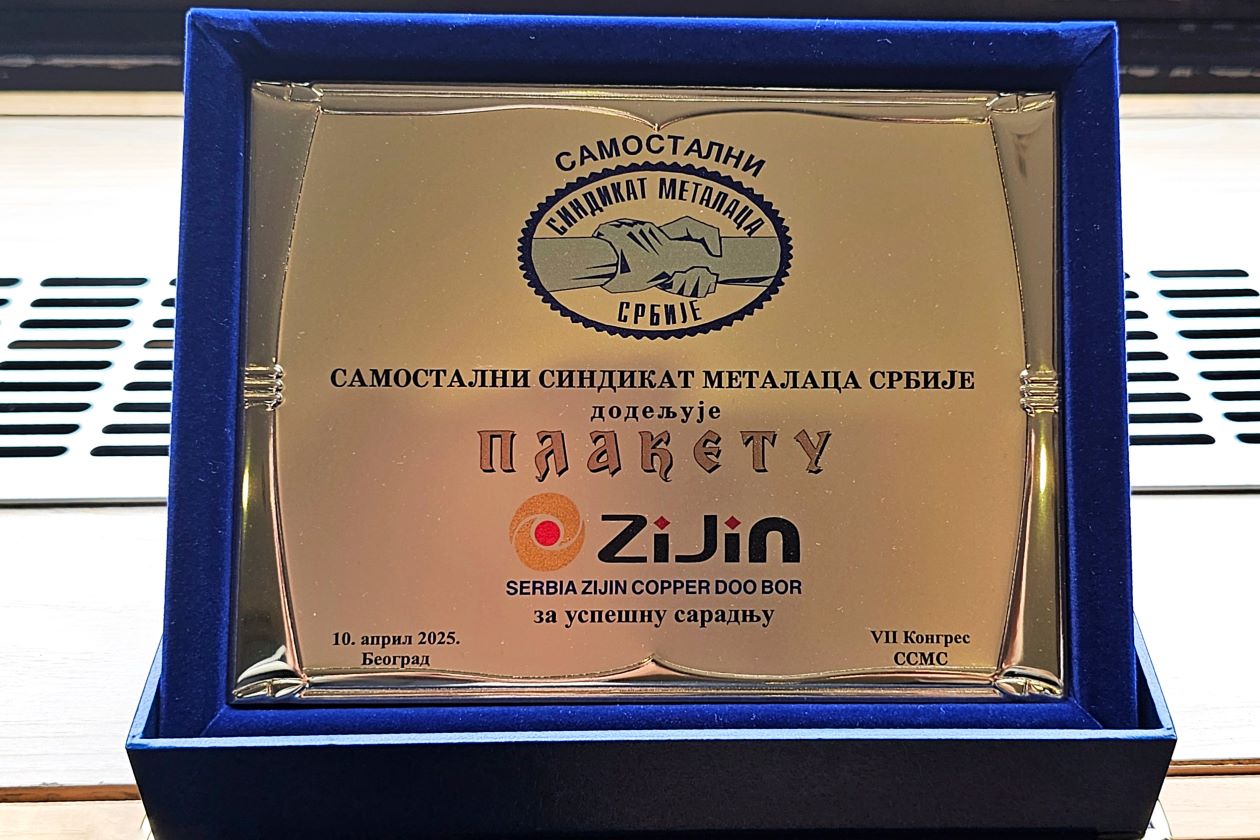 САМОСТАЛНИ
СИНДИКАТ МЕТАЛАЦА
СРБИЈЕ
САМОСТАЛНИ СИНДИКАТ МЕТАЛАЦА СРБИЈЕ
додељује
ПЛАКЕТУ
ZiJin
SERBIA ZIJIN COPPER DOO BOR
за успешну сарадњу
10. април 2025.
Београд
VII Конгрес
ССМС